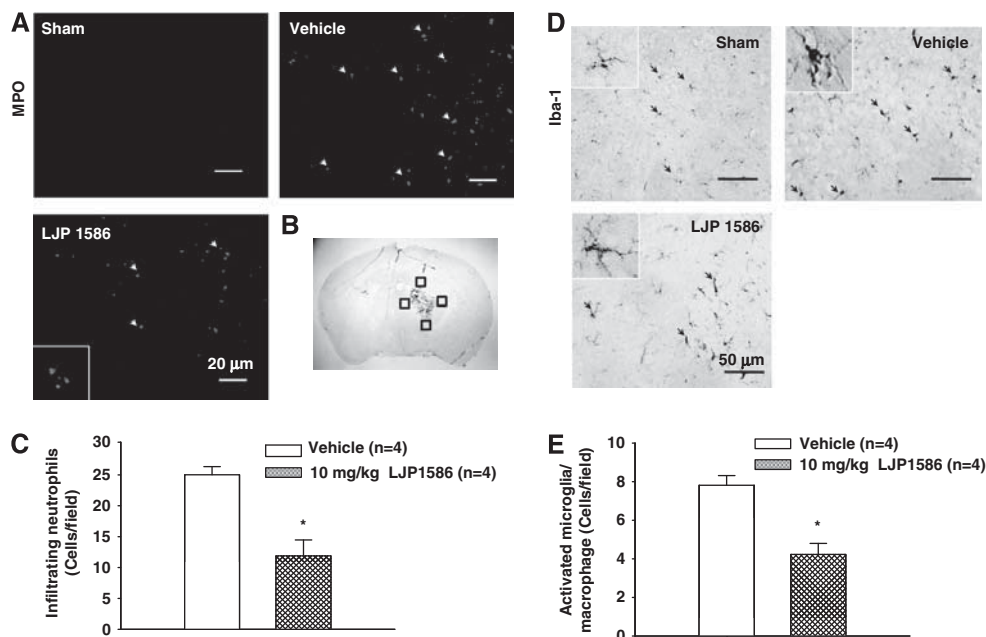 A
Sham
Vehicle
MPO
LJP 1586
20 µm
B
C
Infiltrating neutrophils
(Cells/field)
30
25
20
15
10
5
0
Vehicle (n=4)
10 mg/kg LJP1586 (n=4)
*
D
Sham
Vehicle
Iba-1
LJP 1586
50 µm
E
Activated microglia/
macrophage (Cells/field)
10
8
6
4
2
0
Vehicle (n=4)
10 mg/kg LJP1586 (n=4)
*